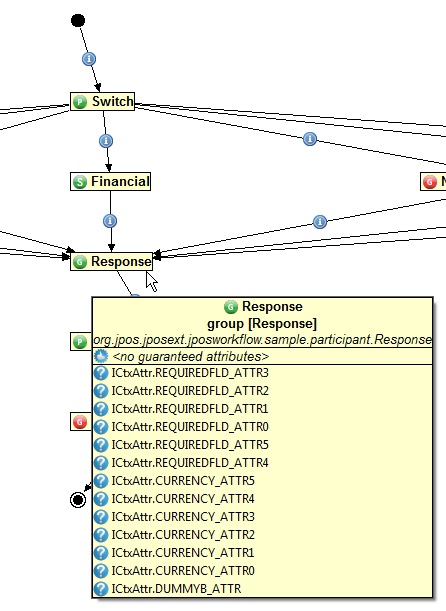 Switch
Financial
Response
Response
group [Response]
org.jpos.jposext.jposworkflow.sample.participant.Response
<no guaranteed attributes>
ICtxAttr.REQUIREDFLD_ATTR3
ICtxAttr.REQUIREDFLD_ATTR2
ICtxAttr.REQUIREDFLD_ATTR1
ICtxAttr.REQUIREDFLD_ATTR0
ICtxAttr.REQUIREDFLD_ATTR5
ICtxAttr.REQUIREDFLD_ATTR4
ICtxAttr.CURRENCY_ATTR5
ICtxAttr.CURRENCY_ATTR4
ICtxAttr.CURRENCY_ATTR3
ICtxAttr.CURRENCY_ATTR2
ICtxAttr.CURRENCY_ATTR1
ICtxAttr.CURRENCY_ATTR0
ICtxAttr.DUMMYB_ATTR